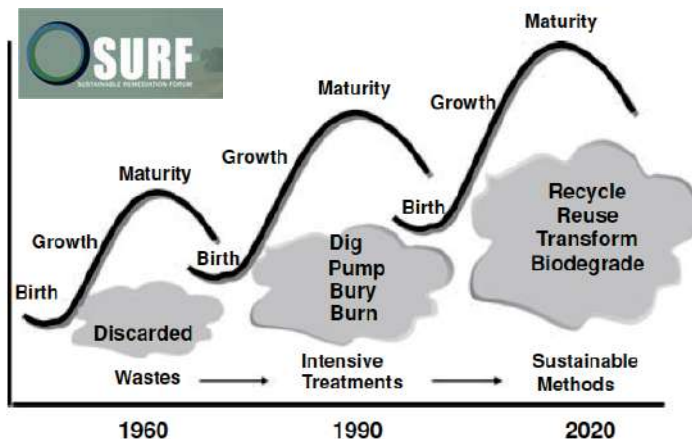 SURF
SUSTAINABLE REMEDIATION FORUM
Maturity
Growth
Birth
Recycle
Reuse
Transform
Biodegrade
Maturity
Growth
Birth
Dig
Pump
Bury
Burn
Maturity
Growth
Birth
Discarded
Wastes
Intensive
Treatments
Sustainable
Methods
1960
1990
2020